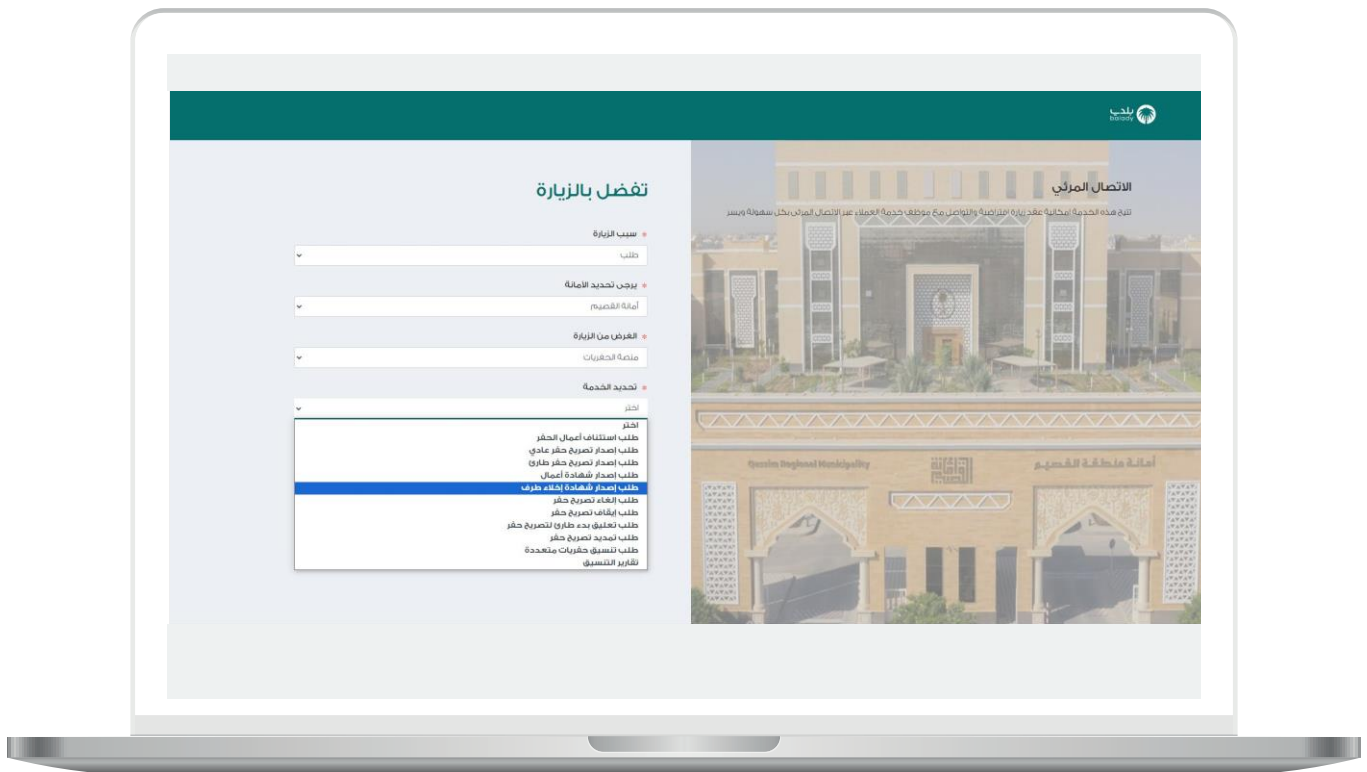 بلدي
balady
الاتصال المرئي
تتيح هذه الخدمة إمكانية عقد زيارة افتراضية والتواصل مع موظف خدمة العملاء عبر الاتصال المرئي بكل سهولة ويسر
Qassim Regional Municipality
أمانة منطقة القصيم
تفضل بالزيارة
* سبب الزيارة
طلب
* يرجى تحديد الأمانة
أمانة القصيم
* الغرض من الزيارة
منصة الحفريات
* تحديد الخدمة
اختر
اختر
طلب استئناف أعمال الحفر
طلب إصدار تصريح حفر عادي
طلب إصدار تصريح حفر طارئ
طلب إصدار شهادة أعمال
طلب إصدار شهادة إخلاء طرف
طلب إلغاء تصريح حفر
طلب إيقاف تصريح حفر
طلب تعليق بدء طارئ لتصريح حفر
طلب تمديد تصريح حفر
طلب تنسيق حفريات متعددة
تقارير التنسيق